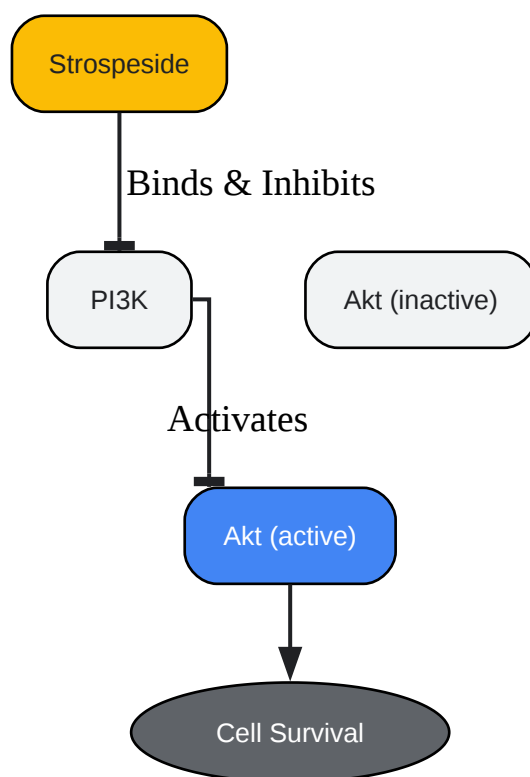 Strospeside
Binds & Inhibits
PI3K
Akt (inactive)
Activates
Akt (active)
Cell Survival